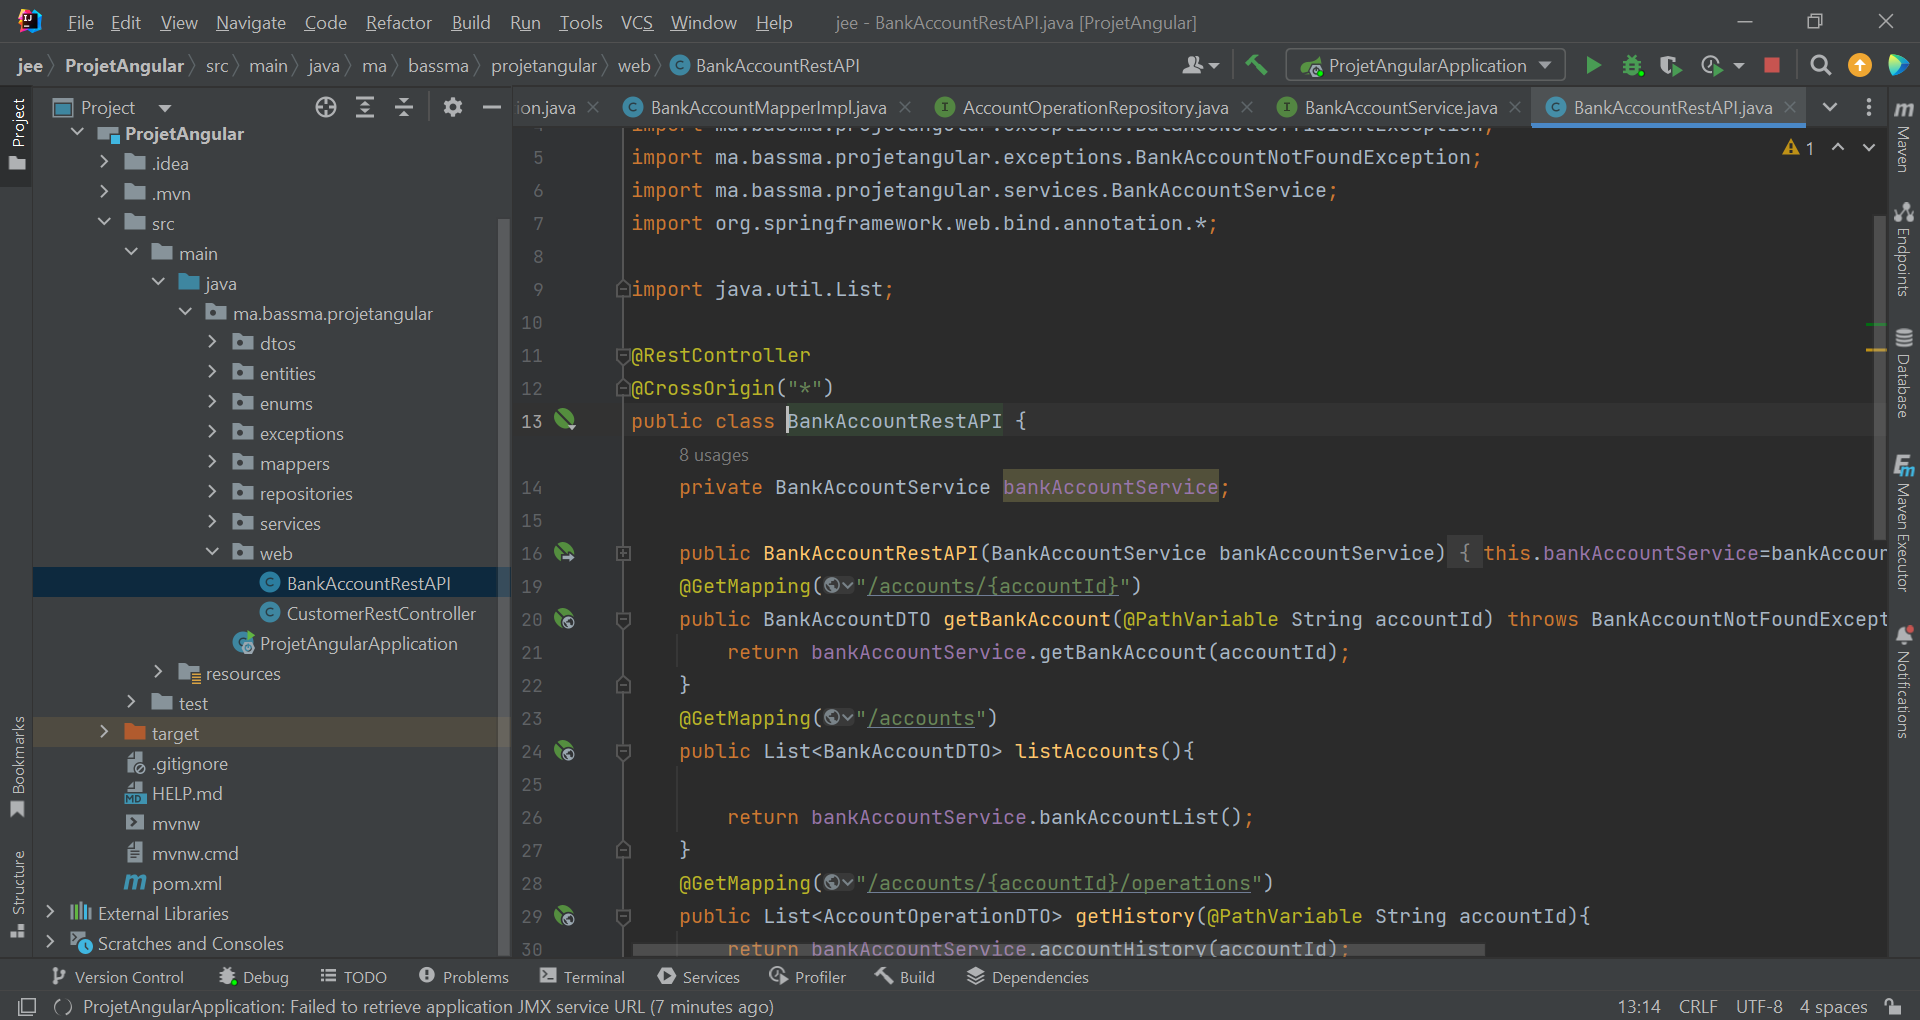 File Edit View Navigate Code Refactor Build Run Tools VCS Window Help jee - BankAccountRestAPI.java [ProjetAngular]
jee ProjetAngular src main java ma bassma projetangular web BankAccountRestAPI ProjetAngularApplication
Project
ion.java BankAccountMapperImpl.java AccountOperationRepository.java BankAccountService.java BankAccountRestAPI.java
Project
ProjetAngular
.idea
.mvn
src
main
java
ma.bassma.projetangular
dtos
entities
enums
exceptions
mappers
repositories
services
web
BankAccountRestAPI
CustomerRestController
ProjetAngularApplication
resources
test
target
.gitignore
HELP.md
mvnw
mvnw.cmd
pom.xml
External Libraries
Scratches and Consoles
Bookmarks
Structure
1
5 import ma.bassma.projetangular.exceptions.BankAccountNotFoundException;
6 import ma.bassma.projetangular.services.BankAccountService;
7 import org.springframework.web.bind.annotation.*;
8
9 import java.util.List;
10
11 @RestController
12 @CrossOrigin("*")
13 public class BankAccountRestAPI {
8 usages
14 private BankAccountService bankAccountService;
15
16 public BankAccountRestAPI(BankAccountService bankAccountService) { this.bankAccountService=bankAccoun
19 @GetMapping("/accounts/{accountId}")
20 public BankAccountDTO getBankAccount(@PathVariable String accountId) throws BankAccountNotFoundExcept
21 return bankAccountService.getBankAccount(accountId);
22 }
23 @GetMapping("/accounts")
24 public List<BankAccountDTO> listAccounts(){
25
26 return bankAccountService.bankAccountList();
27 }
28 @GetMapping("/accounts/{accountId}/operations")
29 public List<AccountOperationDTO> getHistory(@PathVariable String accountId){
30 return bankAccountService.accountHistory(accountId);
Maven
Endpoints
Database
Maven Executor
Notifications
Version Control Debug TODO Problems Terminal Services Profiler Build Dependencies
ProjetAngularApplication: Failed to retrieve application JMX service URL (7 minutes ago) 13:14 CRLF UTF-8 4 spaces